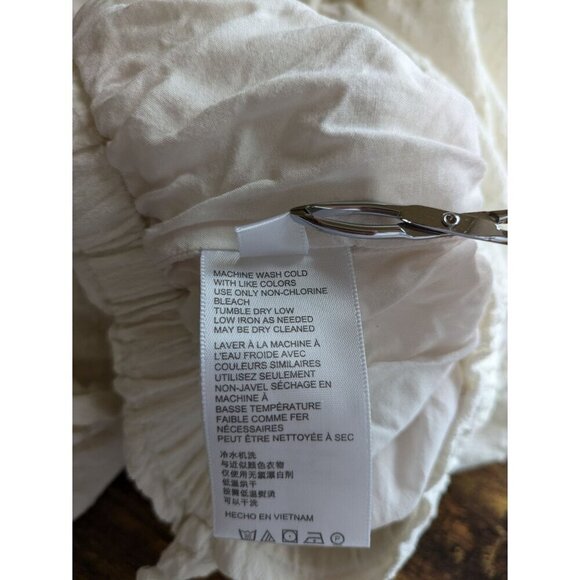 MACHINE WASH COLD
WITH LIKE COLORS
USE ONLY NON-CHLORINE
BLEACH
TUMBLE DRY LOW
LOW IRON AS NEEDED
MAY BE DRY CLEANED
LAVER À LA MACHINE À
L'EAU FROIDE AVEC
COULEURS SIMILAIRES
UTILISEZ SEULEMENT
NON-JAVEL SÉCHAGE EN
MACHINE À
BASSE TEMPÉRATURE
FAIBLE COMME FER
NÉCESSAIRES
PEUT ÊTRE NETTOYÉE À SEC
冷水机洗
与近似颜色衣物
仅使用无氯漂白剂
低温烘干
按需低温熨烫
可以干洗
HECHO EN VIETNAM